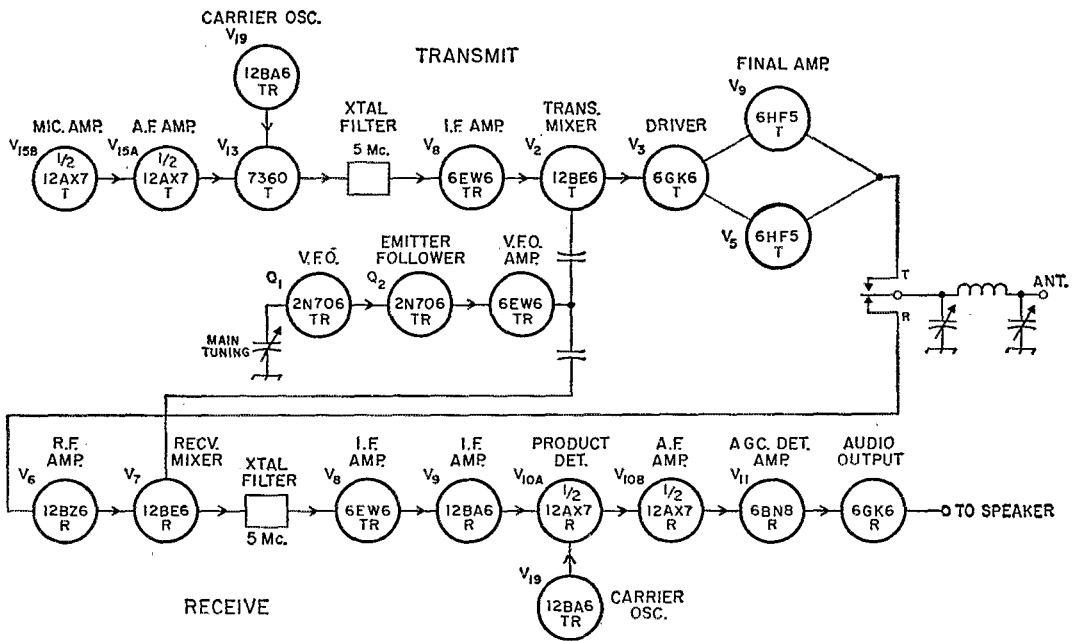 CARRIER OSC.
V19
12BA6
TR
TRANSMIT
FINAL AMP.
V9
6HF5
T
MIC. AMP.
V15B
1/2
12AX7
T
A.F. AMP.
V15A
1/2
12AX7
T
V13
7360
T
XTAL
FILTER
5 Mc.
I.F. AMP.
V8
6EW6
TR
TRANS.
MIXER
V2
12BE6
T
DRIVER
V3
6GK6
T
V5
6HF5
T
V.F.O.
Q1
2N706
TR
EMITTER
FOLLOWER
Q2
2N706
TR
V.F.O.
AMP.
6EW6
TR
MAIN
TUNING
T
R
ANT.
R.F.
AMP.
V6
12BZ6
R
RECV.
MIXER
V7
12BE6
R
XTAL
FILTER
5 Mc.
I.F.
AMP.
V8
6EW6
TR
I.F.
AMP.
V9
12BA6
R
PRODUCT
DET.
V10A
1/2
12AX7
R
A.F.
AMP.
V10B
1/2
12AX7
R
AGC. DET.
AMP.
V11
6BN8
R
AUDIO
OUTPUT
6GK6
R
TO SPEAKER
V19
12BA6
TR
CARRIER
OSC.
RECEIVE